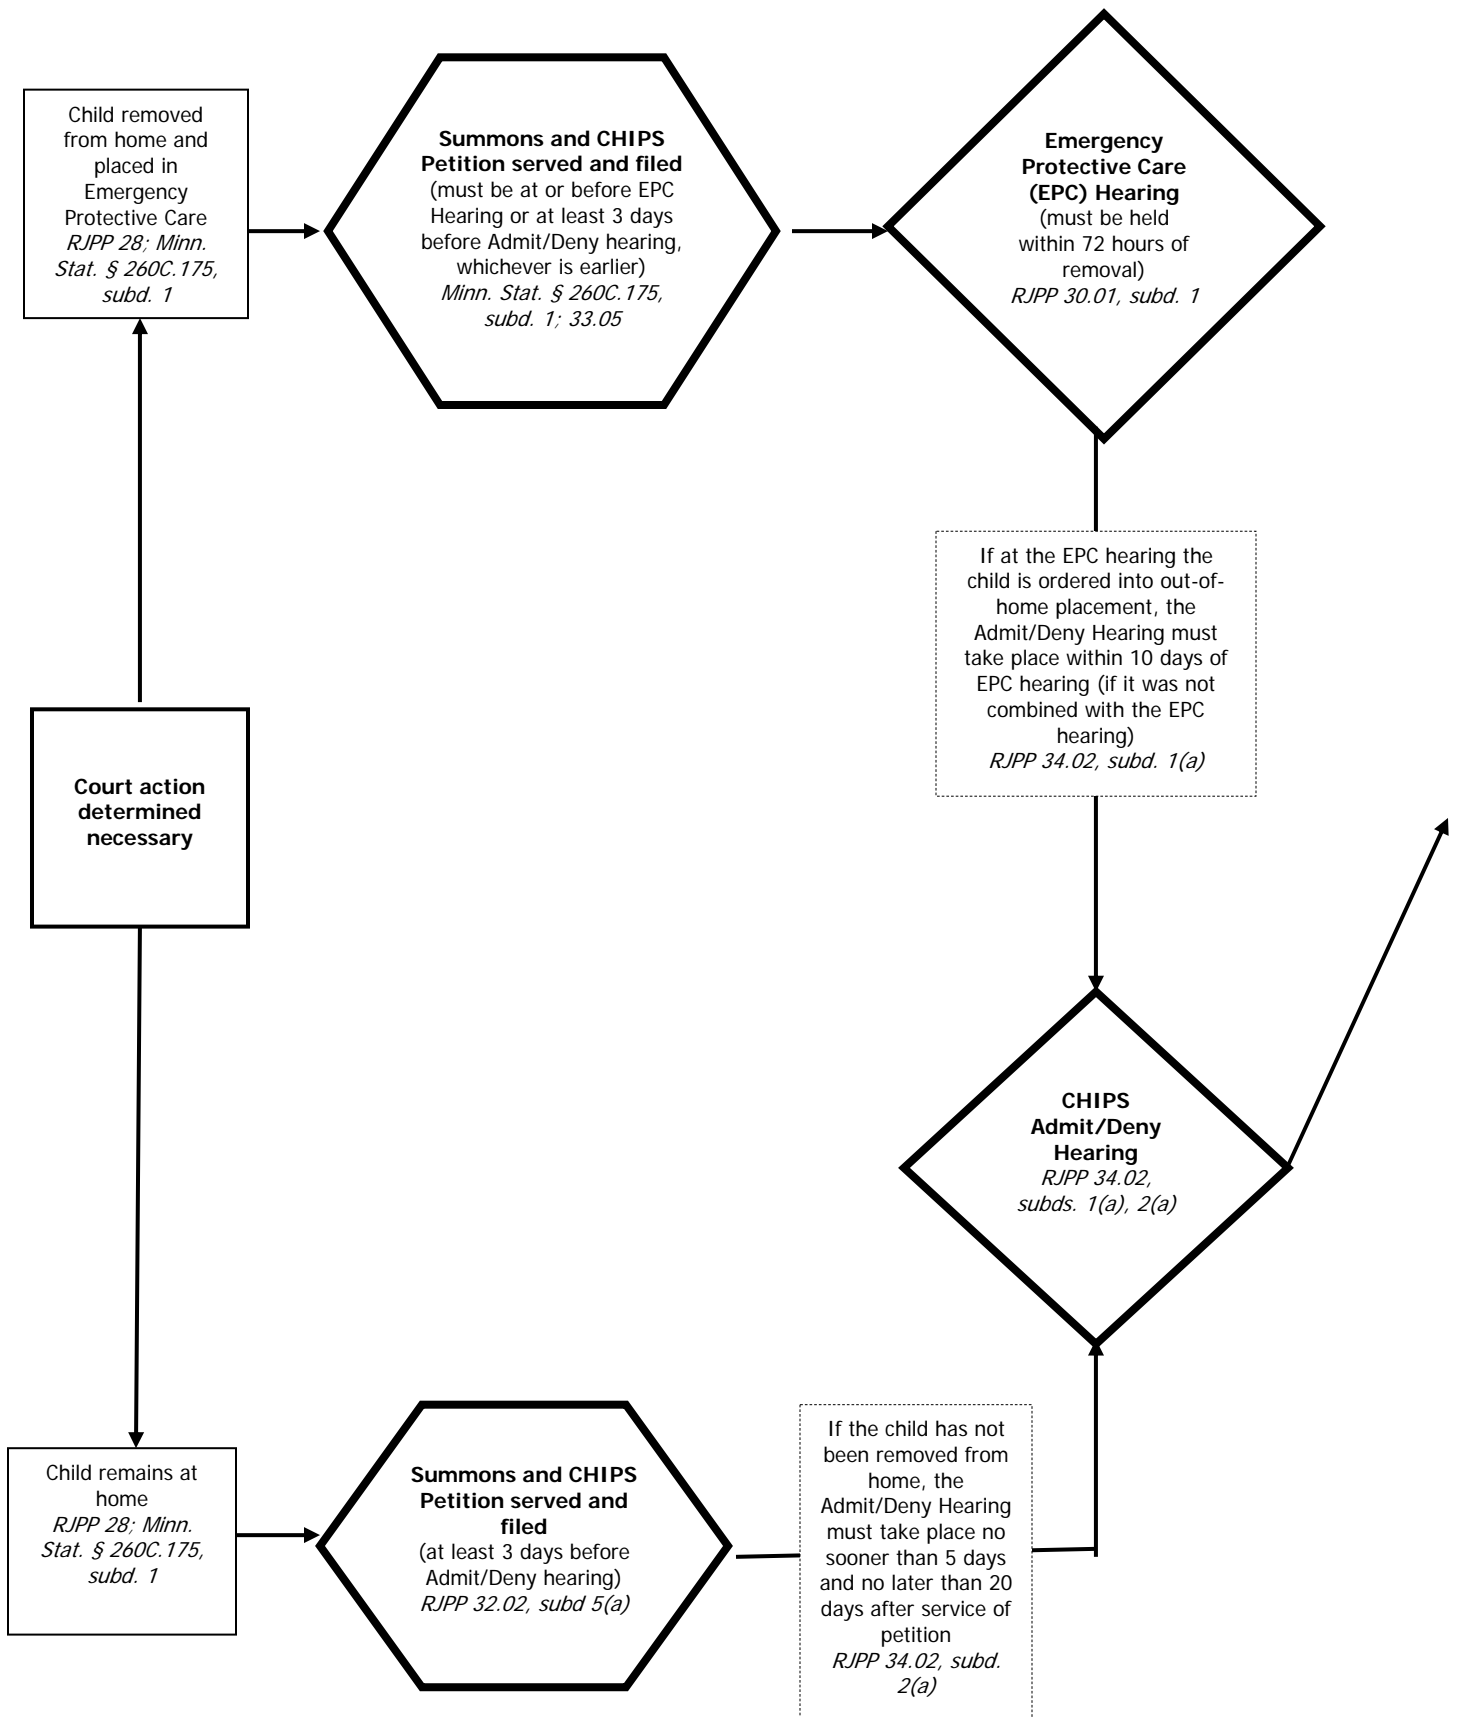 Child removed
from home and
placed in
Emergency
Protective Care
RJPP 28; Minn.
Stat. § 260C.175,
subd. 1
Summons and CHIPS
Petition served and filed
(must be at or before EPC
Hearing or at least 3 days
before Admit/Deny hearing,
whichever is earlier)
Minn. Stat. § 260C.175,
subd. 1; 33.05
Emergency
Protective Care
(EPC) Hearing
(must be held
within 72 hours of
removal)
RJPP 30.01, subd. 1
If at the EPC hearing the
child is ordered into out-of-
home placement, the
Admit/Deny Hearing must
take place within 10 days of
EPC hearing (if it was not
combined with the EPC
hearing)
RJPP 34.02, subd. 1(a)
Court action
determined
necessary
CHIPS
Admit/Deny
Hearing
RJPP 34.02,
subds. 1(a), 2(a)
Child remains at
home
RJPP 28; Minn.
Stat. § 260C.175,
subd. 1
Summons and CHIPS
Petition served and
filed
(at least 3 days before
Admit/Deny hearing)
RJPP 32.02, subd 5(a)
If the child has not
been removed from
home, the
Admit/Deny Hearing
must take place no
sooner than 5 days
and no later than 20
days after service of
petition
RJPP 34.02, subd.
2(a)